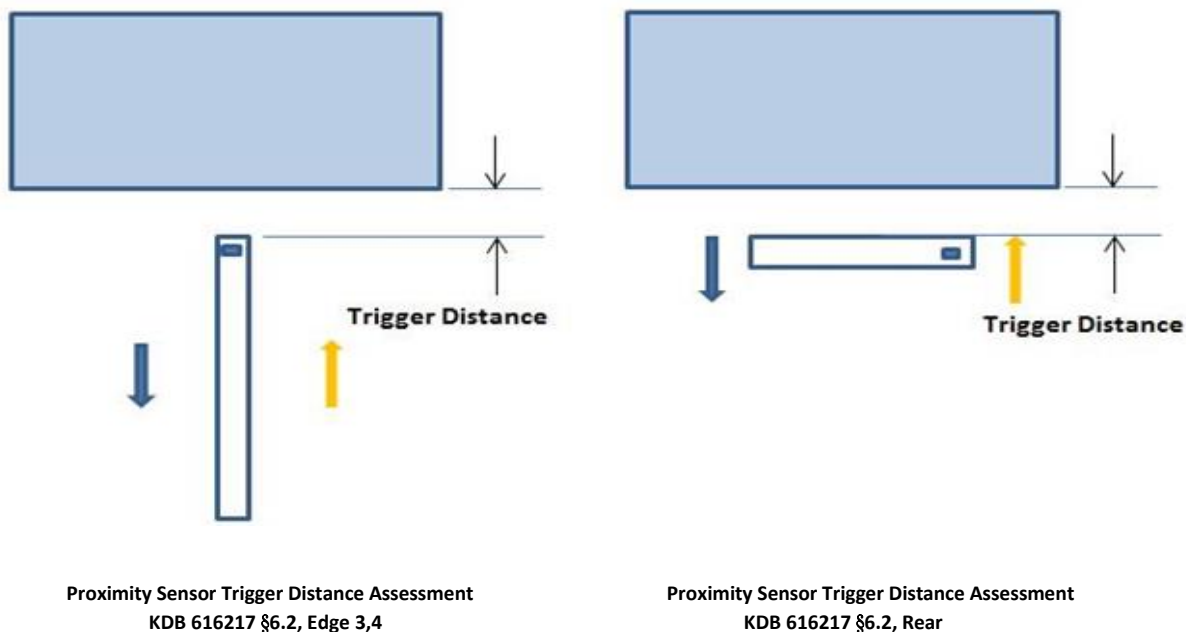 Trigger Distance
Trigger Distance
Proximity Sensor Trigger Distance Assessment
KDB 616217 §6.2, Edge 3,4
Proximity Sensor Trigger Distance Assessment
KDB 616217 §6.2, Rear